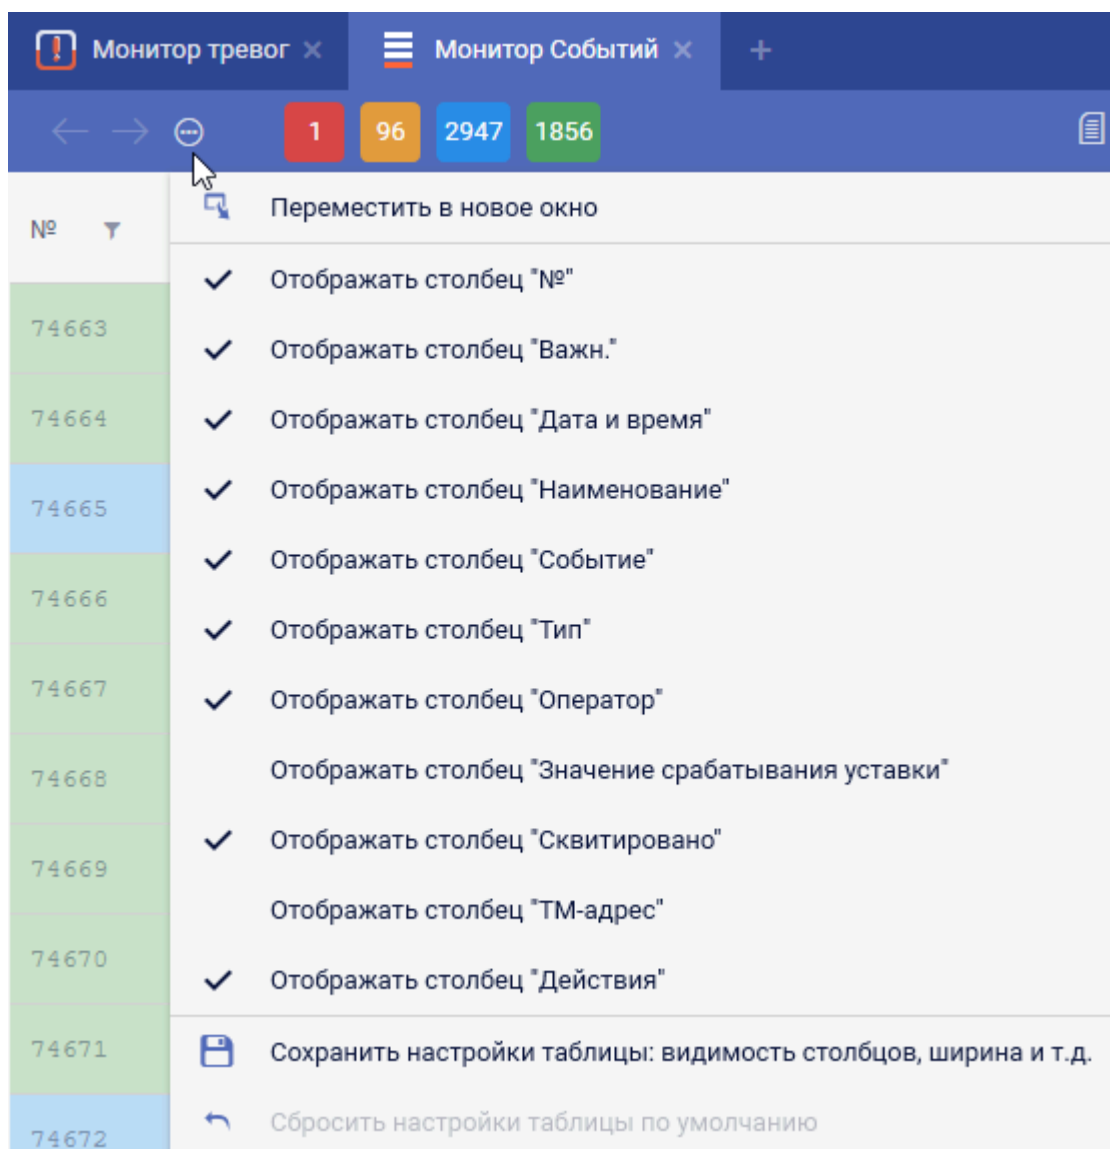 Монитор тревог
Монитор Событий
1 96 2947 1856
Переместить в новое окно
№
Отображать столбец "№"
74663
Отображать столбец "Важн."
74664
Отображать столбец "Дата и время"
74665
Отображать столбец "Наименование"
Отображать столбец "Событие"
74666
Отображать столбец "Тип"
74667
Отображать столбец "Оператор"
74668
Отображать столбец "Значение срабатывания уставки"
74669
Отображать столбец "Сквитировано"
Отображать столбец "ТМ-адрес"
74670
Отображать столбец "Действия"
74671
Сохранить настройки таблицы: видимость столбцов, ширина и т.д.
74672
Сбросить настройки таблицы по умолчанию